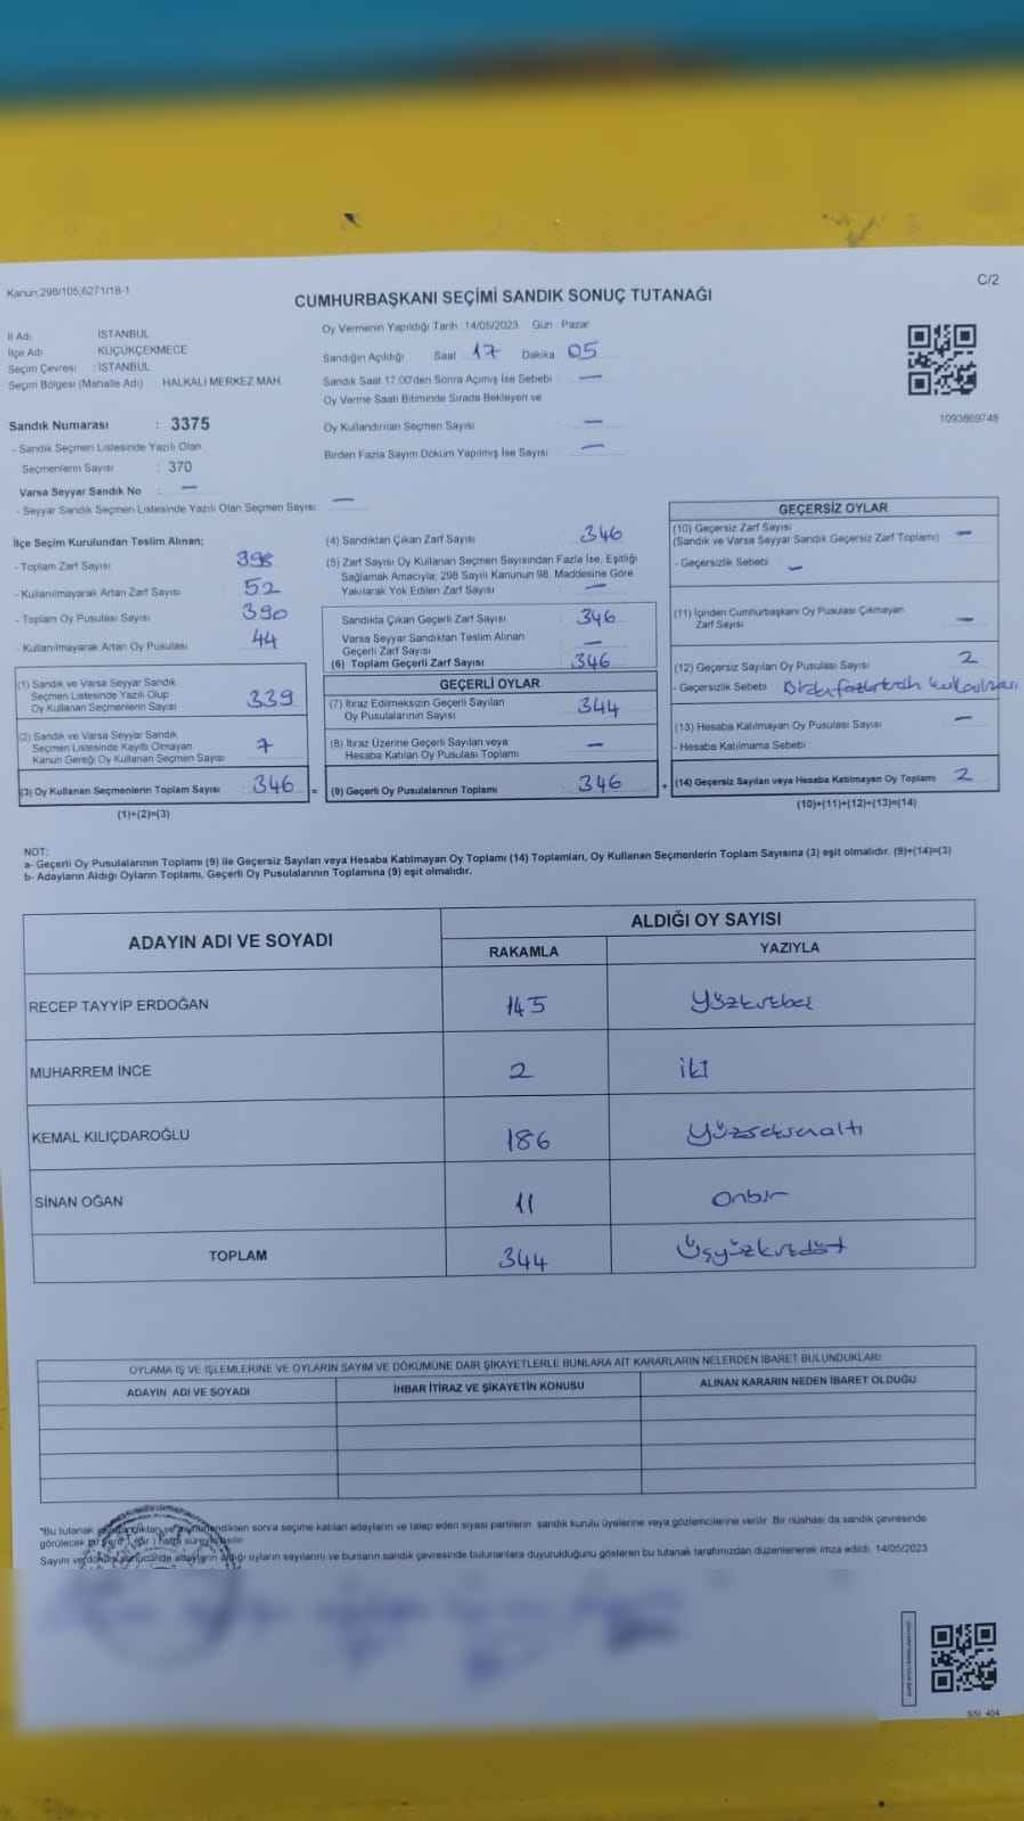 Kanun:298/105,6271/18-1
C/2
CUMHURBAŞKANI SEÇİMİ SANDIK SONUÇ TUTANAĞI
İl Adı : İSTANBUL
İlçe Adı : KÜÇÜKÇEKMECE
Seçim Çevresi : İSTANBUL
Seçim Bölgesi (Mahalle Adı) : HALKALI MERKEZ MAH.
Oy Vermenin Yapıldığı Tarih :14/05/2023 Gün : Pazar
Sandığın Açıldığı Saat 17 Dakika 05
Sandık Saat 17:00'den Sonra Açılmış İse Sebebi —
Oy Verme Saati Bitiminde Sırada Bekleyen ve
Oy Kullandırılan Seçmen Sayısı —
Birden Fazla Sayım Döküm Yapılmış İse Sayısı —
1093869748
Sandık Numarası : 3375
- Sandık Seçmen Listesinde Yazılı Olan
Seçmenlerin Sayısı : 370
Varsa Seyyar Sandık No : —
- Seyyar Sandık Seçmen Listesinde Yazılı Olan Seçmen Sayısı: —
İlçe Seçim Kurulundan Teslim Alınan:
- Toplam Zarf Sayısı 398
- Kullanılmayarak Artan Zarf Sayısı 52
- Toplam Oy Pusulası Sayısı 390
- Kullanılmayarak Artan Oy Pusulası 44
(1) Sandık ve Varsa Seyyar Sandık
Seçmen Listesinde Yazılı Olup
Oy Kullanan Seçmenlerin Sayısı 339
(2) Sandık ve Varsa Seyyar Sandık
Seçmen Listesinde Kayıtlı Olmayan
Kanun Gereği Oy Kullanan Seçmen Sayısı 7
(3) Oy Kullanan Seçmenlerin Toplam Sayısı 346 =
(1)+(2)=(3)
(4) Sandıktan Çıkan Zarf Sayısı 346
(5) Zarf Sayısı Oy Kullanan Seçmen Sayısından Fazla İse, Eşitliği
Sağlamak Amacıyla; 298 Sayılı Kanunun 98. Maddesine Göre
Yakılarak Yok Edilen Zarf Sayısı —
Sandıkta Çıkan Geçerli Zarf Sayısı 346
Varsa Seyyar Sandıktan Teslim Alınan
Geçerli Zarf Sayısı —
(6) Toplam Geçerli Zarf Sayısı 346
GEÇERLİ OYLAR
(7) İtiraz Edilmeksizin Geçerli Sayılan
Oy Pusulalarının Sayısı 344
(8) İtiraz Üzerine Geçerli Sayılan veya
Hesaba Katılan Oy Pusulası Toplamı —
(9) Geçerli Oy Pusulalarının Toplamı 346 +
GEÇERSİZ OYLAR
(10) Geçersiz Zarf Sayısı
(Sandık ve Varsa Seyyar Sandık Geçersiz Zarf Toplamı) —
- Geçersizlik Sebebi : —
(11) İçinden Cumhurbaşkanı Oy Pusulası Çıkmayan
Zarf Sayısı —
(12) Geçersiz Sayılan Oy Pusulası Sayısı 2
- Geçersizlik Sebebi :
(13) Hesaba Katılmayan Oy Pusulası Sayısı —
- Hesaba Katılmama Sebebi :
(14) Geçersiz Sayılan veya Hesaba Katılmayan Oy Toplamı 2
(10)+(11)+(12)+(13)=(14)
NOT:
a- Geçerli Oy Pusulalarının Toplamı (9) ile Geçersiz Sayılan veya Hesaba Katılmayan Oy Toplamı (14) Toplamları, Oy Kullanan Seçmenlerin Toplam Sayısına (3) eşit olmalıdır. (9)+(14)=(3)
b- Adayların Aldığı Oyların Toplamı, Geçerli Oy Pusulalarının Toplamına (9) eşit olmalıdır.
ADAYIN ADI VE SOYADI
ALDIĞI OY SAYISI
RAKAMLA YAZIYLA
RECEP TAYYİP ERDOĞAN 145 Yüzkırkbeş
MUHARREM İNCE 2 iki
KEMAL KILIÇDAROĞLU 186 Yüzseksenaltı
SİNAN OĞAN 11 Onbir
TOPLAM 344 Üçyüzkırkdört
OYLAMA İŞ VE İŞLEMLERİNE VE OYLARIN SAYIM VE DÖKÜMÜNE DAİR ŞİKAYETLERLE BUNLARA AİT KARARLARIN NELERDEN İBARET BULUNDUKLARI
ADAYIN ADI VE SOYADI İHBAR İTİRAZ VE ŞİKAYETİN KONUSU ALINAN KARARIN NEDEN İBARET OLDUĞU
"Bu tutanak sonra seçime katılan adayların ve talep eden siyasi partilerin sandık kurulu üyelerine veya gözlemcilerine verilir. Bir nüshası da sandık çevresinde
görülecek
Sayım ve adayların aldığı oyların sayılarını ve bunların sandık çevresinde bulunanlara duyurulduğunu gösteren bu tutanak tarafımızdan düzenlenerek imza edildi. 14/05/2023